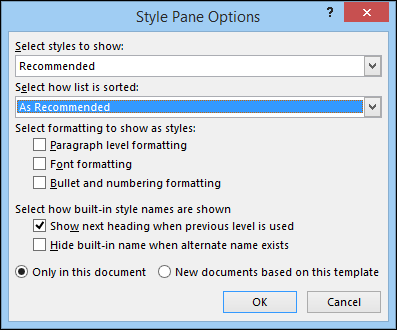 Style Pane Options
?
Select styles to show:
Recommended
Select how list is sorted:
As Recommended
Select formatting to show as styles:
Paragraph level formatting
Font formatting
Bullet and numbering formatting
Select how built-in style names are shown
Show next heading when previous level is used
Hide built-in name when alternate name exists
Only in this document New documents based on this template
OK Cancel